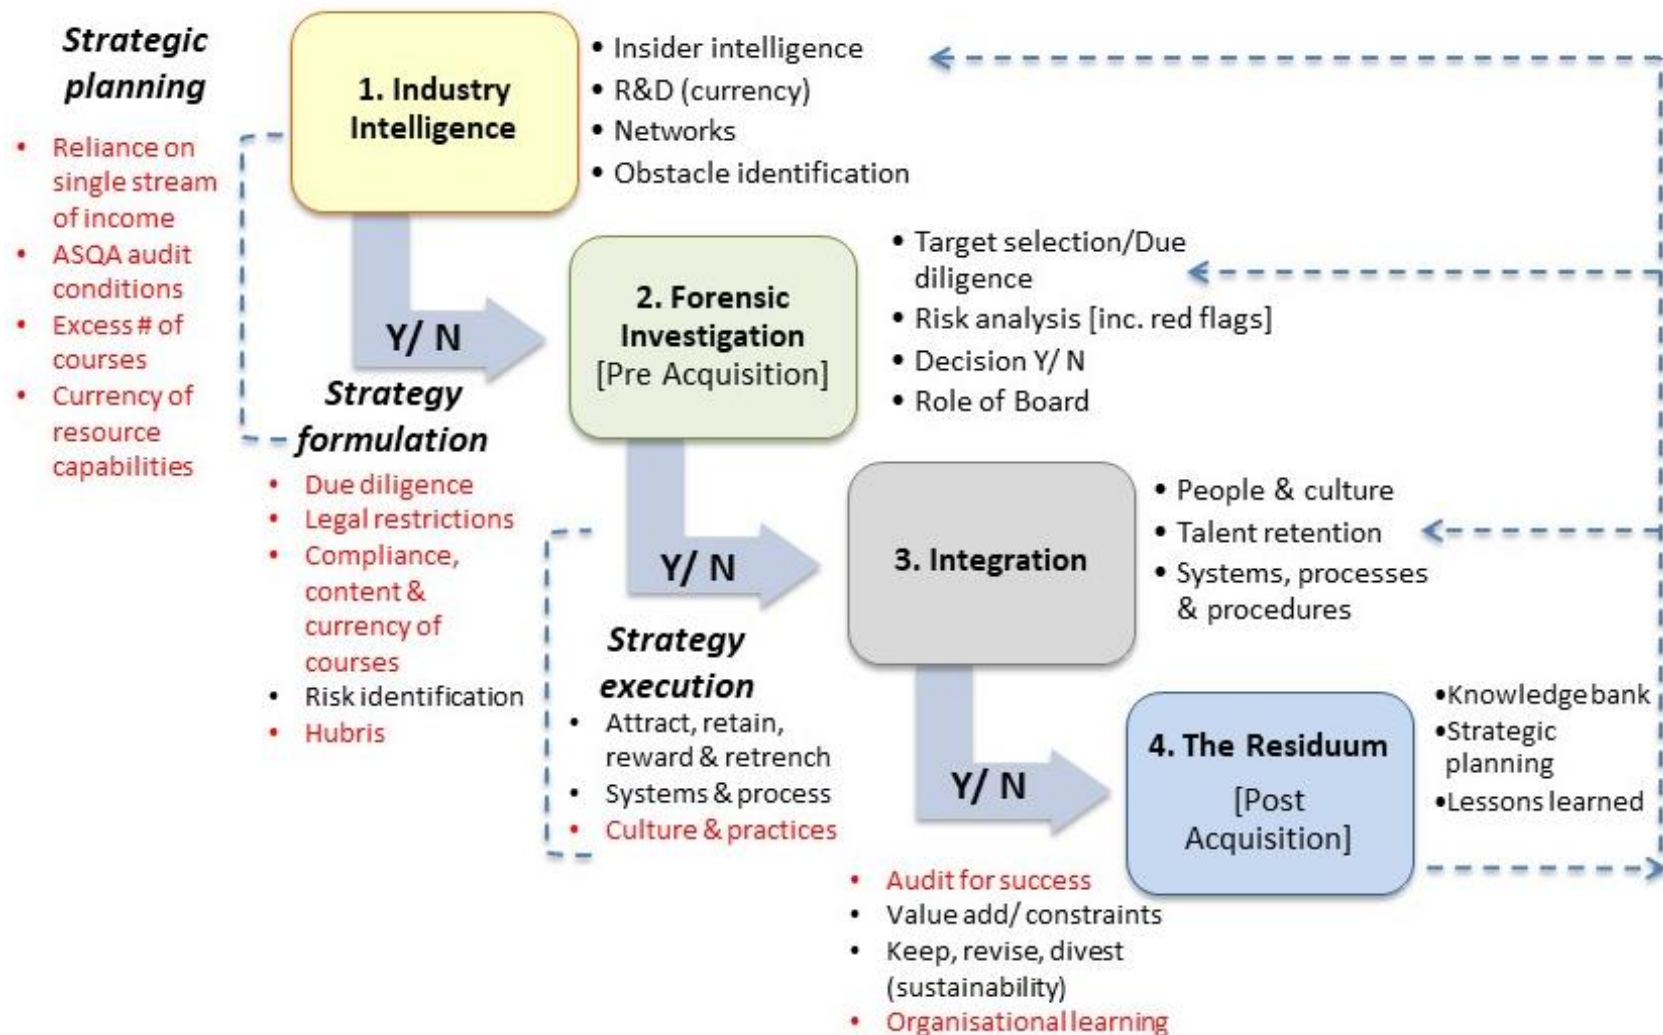 Strategic
planning
• Reliance on
single stream
of income
• ASQA audit
conditions
• Excess # of
courses
• Currency of
resource
capabilities
1. Industry
Intelligence
• Insider intelligence
• R&D (currency)
• Networks
• Obstacle identification
Y/ N
Strategy
formulation
• Due diligence
• Legal restrictions
• Compliance,
content &
currency of
courses
• Risk identification
• Hubris
2. Forensic
Investigation
[Pre Acquisition]
• Target selection/Due
diligence
• Risk analysis [inc. red flags]
• Decision Y/ N
• Role of Board
Y/ N
Strategy
execution
• Attract, retain,
reward & retrench
• Systems & process
• Culture & practices
3. Integration
• People & culture
• Talent retention
• Systems, processes
& procedures
Y/ N
• Audit for success
• Value add/ constraints
• Keep, revise, divest
(sustainability)
• Organisational learning
4. The Residuum
[Post
Acquisition]
•Knowledge bank
•Strategic
planning
•Lessons learned